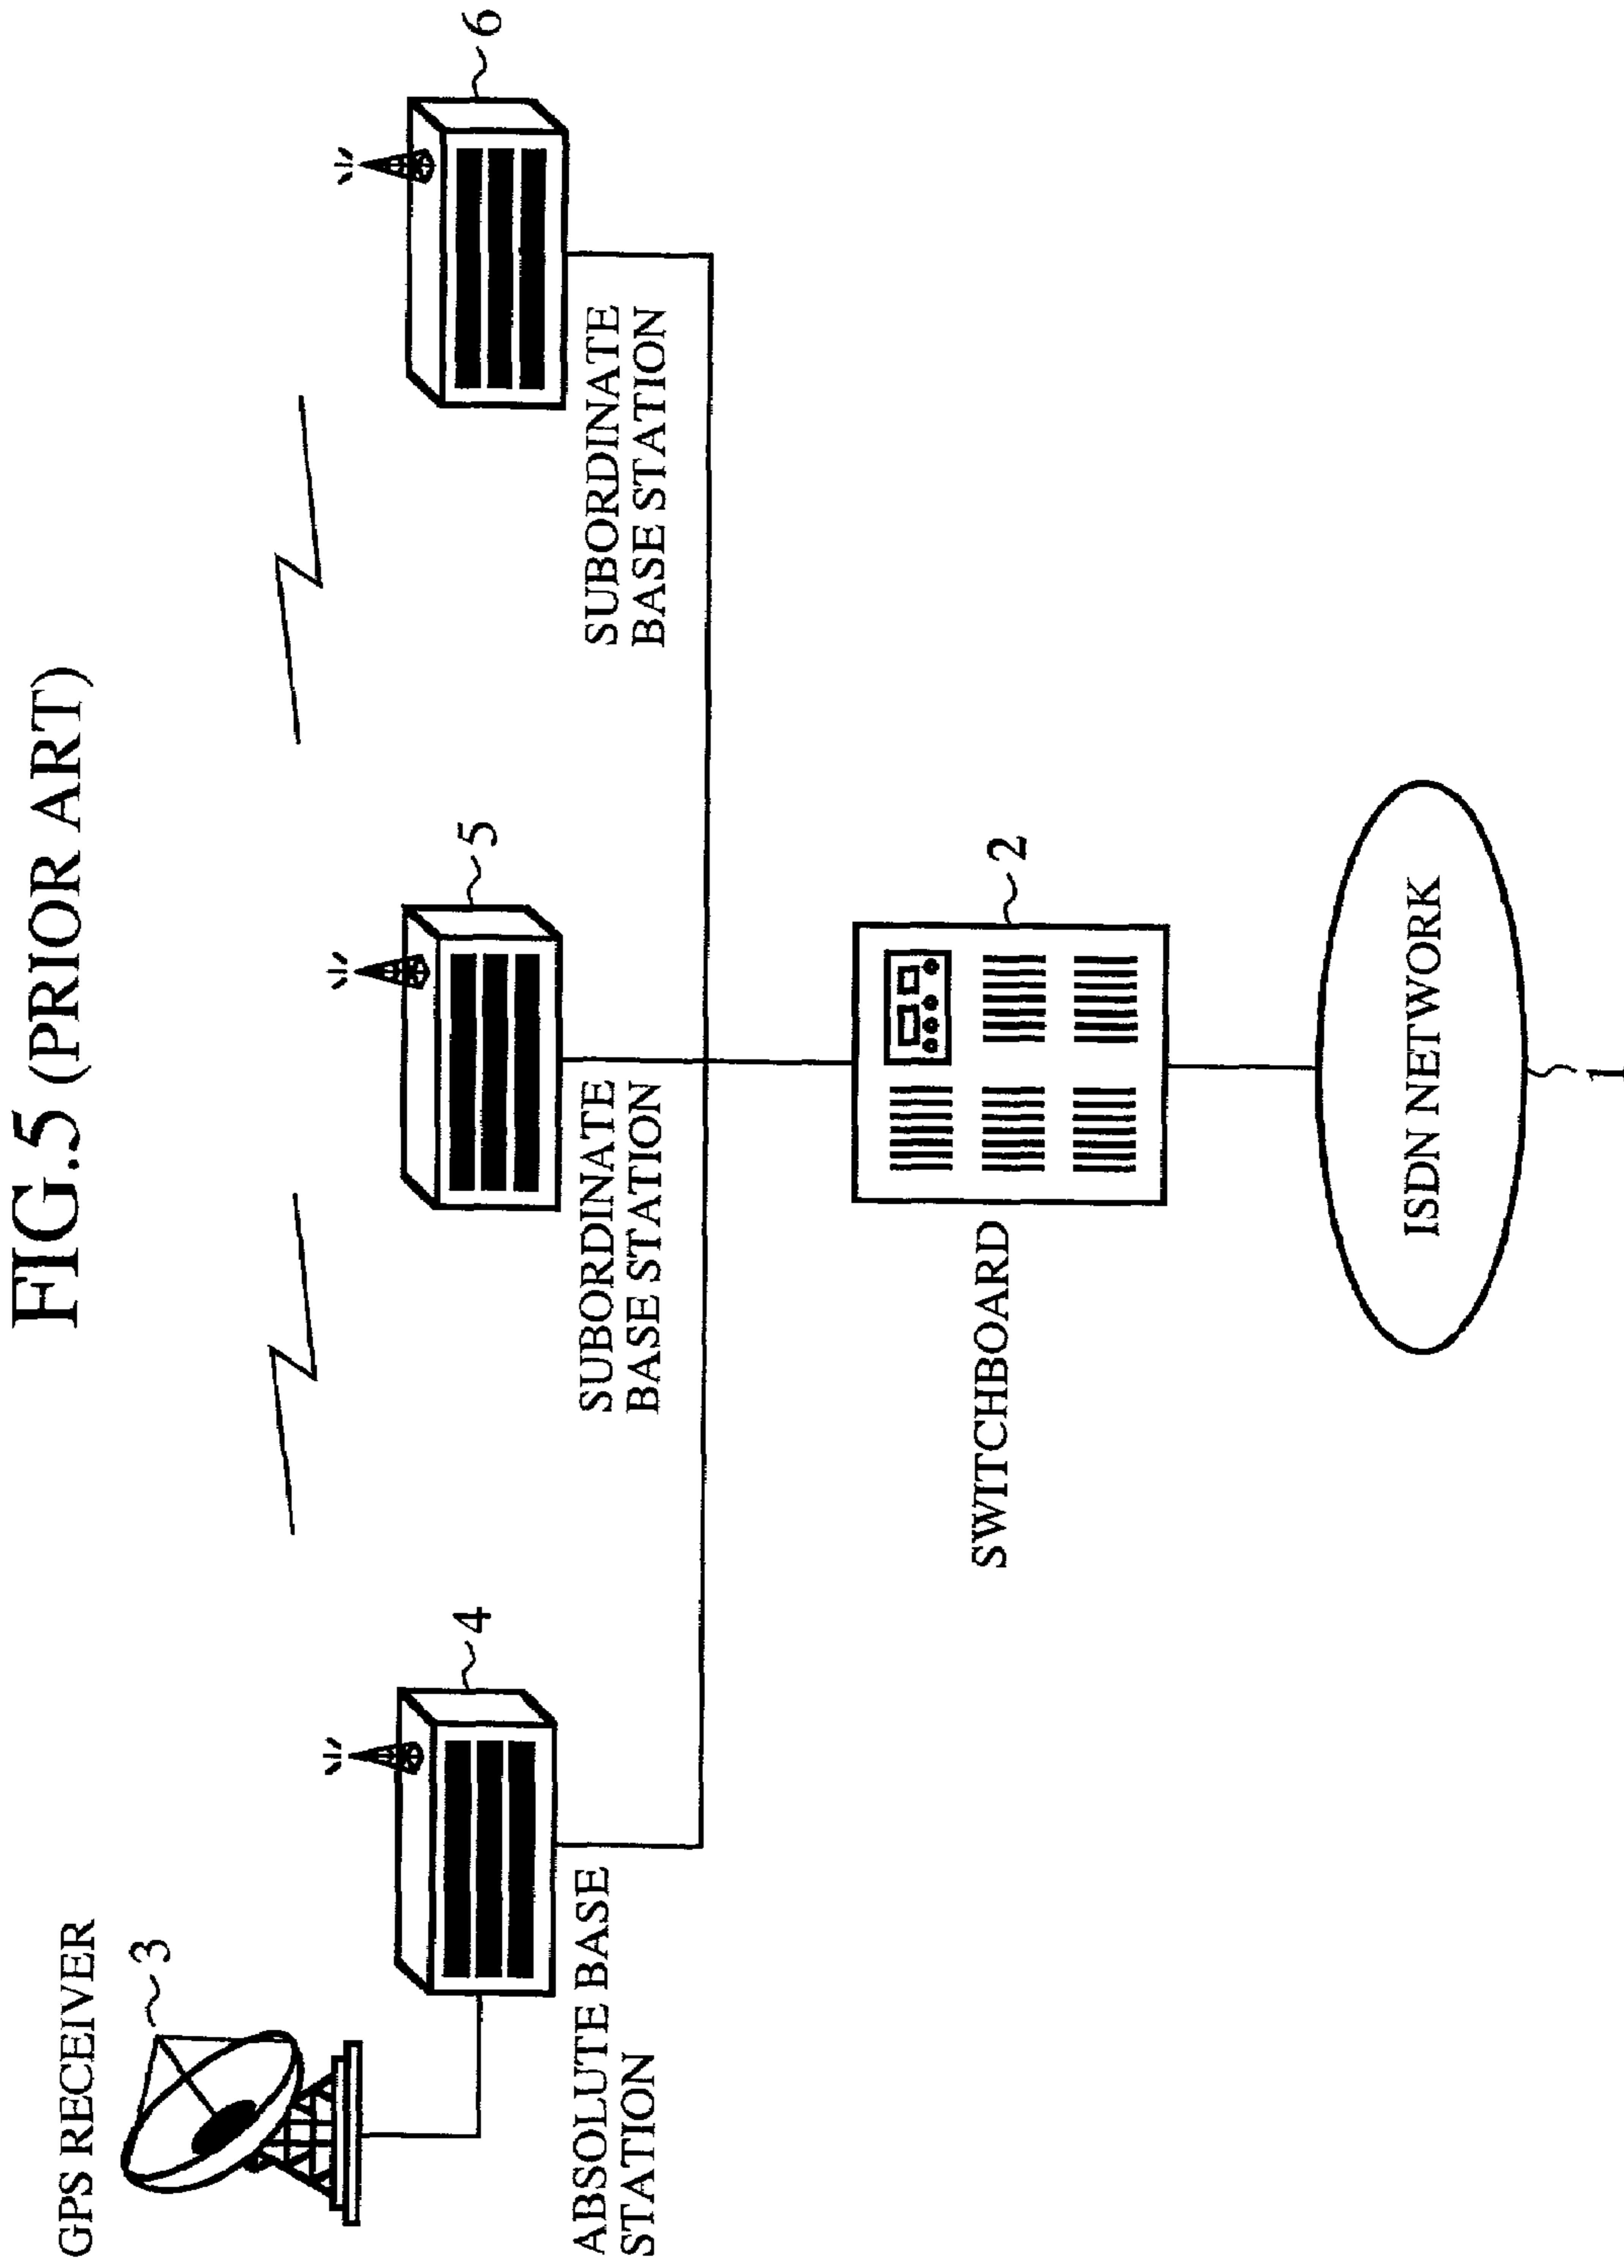 FIG.5 (PRIOR ART)
GPS RECEIVER
3
4
5
6
ABSOLUTE BASE
STATION
SUBORDINATE
BASE STATION
SUBORDINATE
BASE STATION
SWITCHBOARD
2
ISDN NETWORK
1